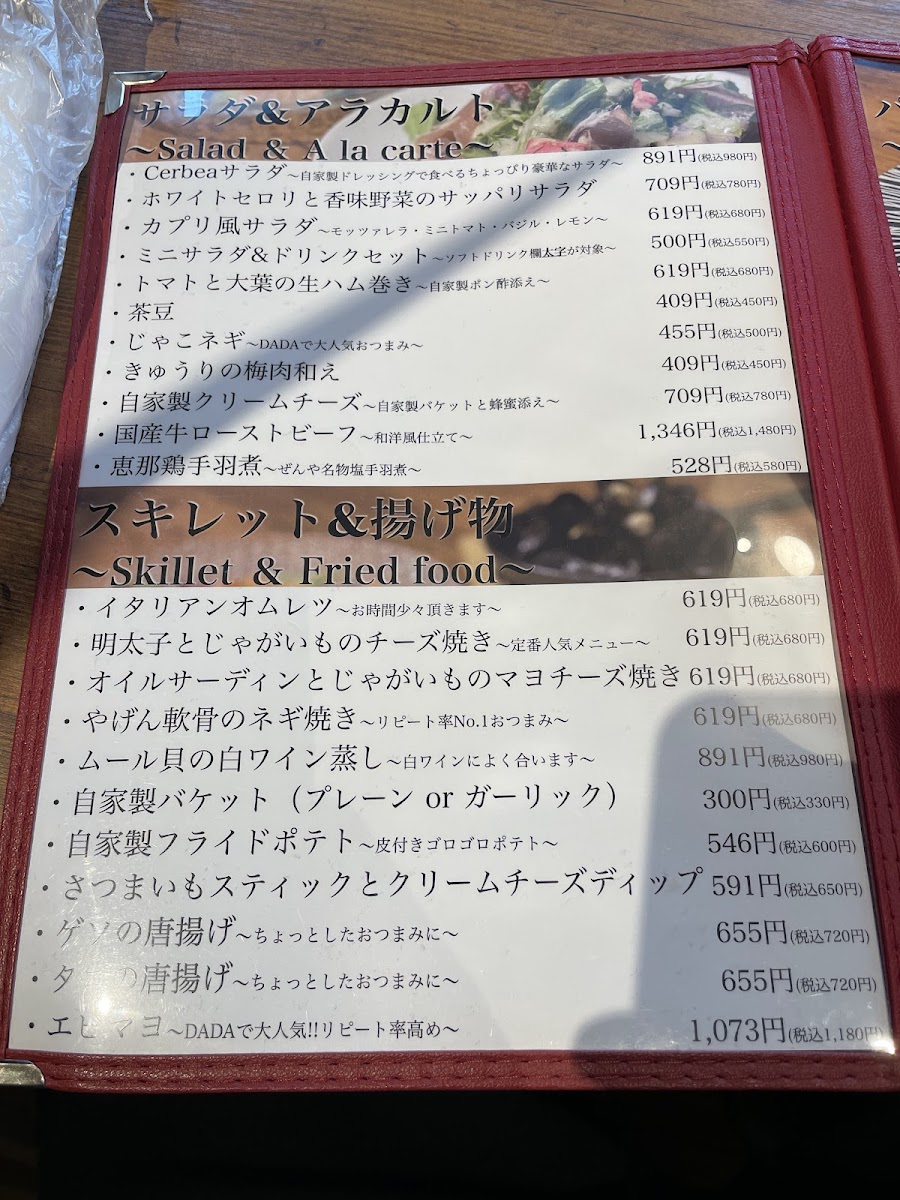 サラダ&アラカルト
~Salad & A la carte~
・Cerbeaサラダ~自家製ドレッシングで食べるちょっぴり豪華なサラダ~ 891円(税込980円)
・ホワイトセロリと香味野菜のサッパリサラダ 709円(税込780円)
・カプリ風サラダ~モッツァレラ・ミニトマト・バジル・レモン~ 619円(税込680円)
・ミニサラダ&ドリンクセット~ソフトドリンク欄太字が対象~ 500円(税込550円)
・トマトと大葉の生ハム巻き~自家製ポン酢添え~ 619円(税込680円)
・茶豆 409円(税込450円)
・じゃこネギ~DADAで大人気おつまみ~ 455円(税込500円)
・きゅうりの梅肉和え 409円(税込450円)
・自家製クリームチーズ~自家製バケットと蜂蜜添え~ 709円(税込780円)
・国産牛ローストビーフ~和洋風仕立て~ 1,346円(税込1,480円)
・恵那鶏手羽煮~ぜんや名物塩手羽煮~ 528円(税込580円)
スキレット&揚げ物
~Skillet & Fried food~
・イタリアンオムレツ~お時間少々頂きます~ 619円(税込680円)
・明太子とじゃがいものチーズ焼き~定番人気メニュー~ 619円(税込680円)
・オイルサーディンとじゃがいものマヨチーズ焼き 619円(税込680円)
・やげん軟骨のネギ焼き~リピート率No.1おつまみ~ 619円(税込680円)
・ムール貝の白ワイン蒸し~白ワインによく合います~ 891円(税込980円)
・自家製バケット（プレーン or ガーリック） 300円(税込330円)
・自家製フライドポテト~皮付きゴロゴロポテト~ 546円(税込600円)
・さつまいもスティックとクリームチーズディップ 591円(税込650円)
・ゲソの唐揚げ~ちょっとしたおつまみに~ 655円(税込720円)
・タコの唐揚げ~ちょっとしたおつまみに~ 655円(税込720円)
・エビマヨ~DADAで大人気!!リピート率高め~ 1,073円(税込1,180円)